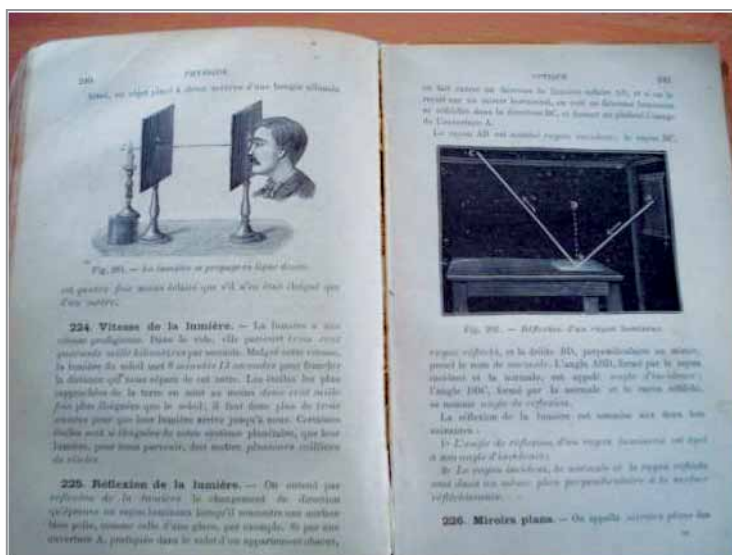 240
PHYSIQUE
ainsi, un objet placé à deux mètres d'une bougie allumée
Fig. 201. — La lumière se propage en ligne droite.
est quatre fois moins éclairé que s'il n'en était éloigné que
d'un mètre.
224. Vitesse de la lumière. — La lumière a une
vitesse prodigieuse. Dans le vide, elle parcourt trois cent
mille kilomètres par seconde. Malgré cette vitesse,
la lumière du soleil met 8 minutes 13 secondes pour franchir
la distance qui nous sépare de cet astre. Les étoiles les plus
rapprochées de la terre en sont au moins deux cent mille
fois plus éloignées que le soleil; il faut donc plus de trois
années pour que leur lumière arrive jusqu'à nous. Certaines
étoiles sont si éloignées de notre système planétaire, que leur
lumière, pour nous parvenir, doit mettre plusieurs milliers
de siècles.
225. Réflexion de la lumière. — On entend par
réflexion de la lumière le changement de direction
qu'éprouve un rayon lumineux lorsqu'il rencontre une surface
bien polie, comme celle d'une glace, par exemple. Si par une
ouverture A, pratiquée dans le volet d'un appartement obscur,
OPTIQUE
241
on fait entrer un faisceau de lumière solaire AB, et si on le
reçoit sur un miroir horizontal, on voit ce faisceau lumineux
se réfléchir dans la direction BC, et former au plafond l'image
de l'ouverture A.
Le rayon AB est nommé rayon incident; le rayon BC,
Fig. 202. — Réflexion d'un rayon lumineux.
rayon réfléchi, et la droite BD, perpendiculaire au miroir,
prend le nom de normale. L'angle ABD, formé par le rayon
incident et la normale, est appelé angle d'incidence;
l'angle DBC, formé par la normale et le rayon réfléchi,
se nomme angle de réflexion.
La réflexion de la lumière est soumise aux deux lois
suivantes :
1° L'angle de réflexion d'un rayon lumineux est égal
à son angle d'incidence;
2° Le rayon incident, la normale et le rayon réfléchi
sont dans un même plan perpendiculaire à la surface
réfléchissante.
226. Miroirs plans. — On appelle miroirs plans des